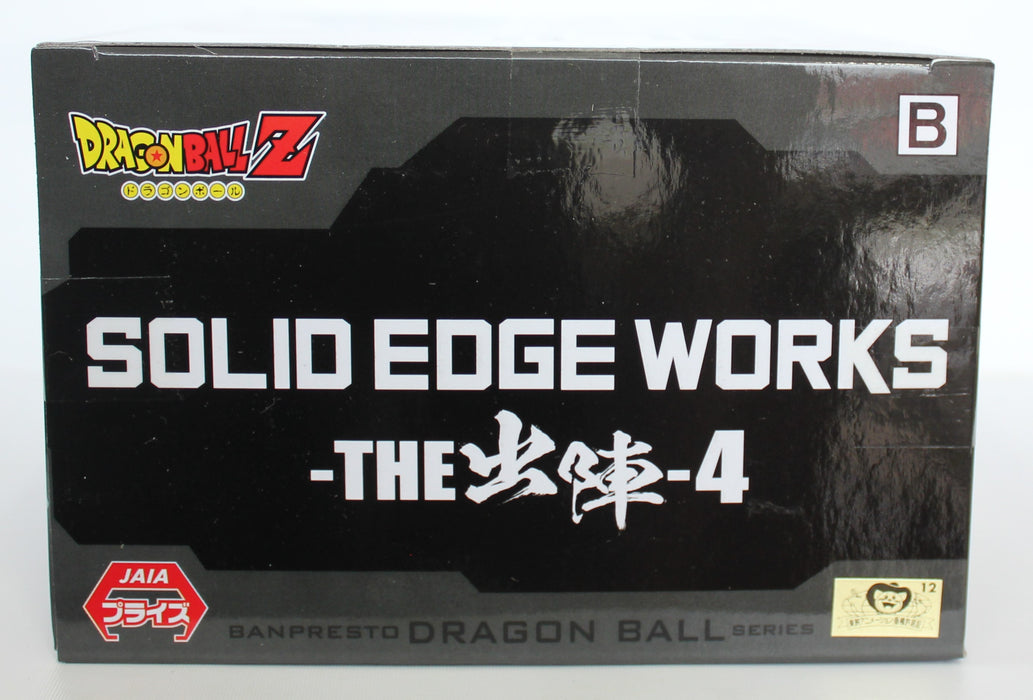 DRAGON BALL Z
ドラゴンボール
B
SOLID EDGE WORKS
-THE出陣-4
JAIA
プライズ
12
BANPRESTO DRAGON BALL SERIES